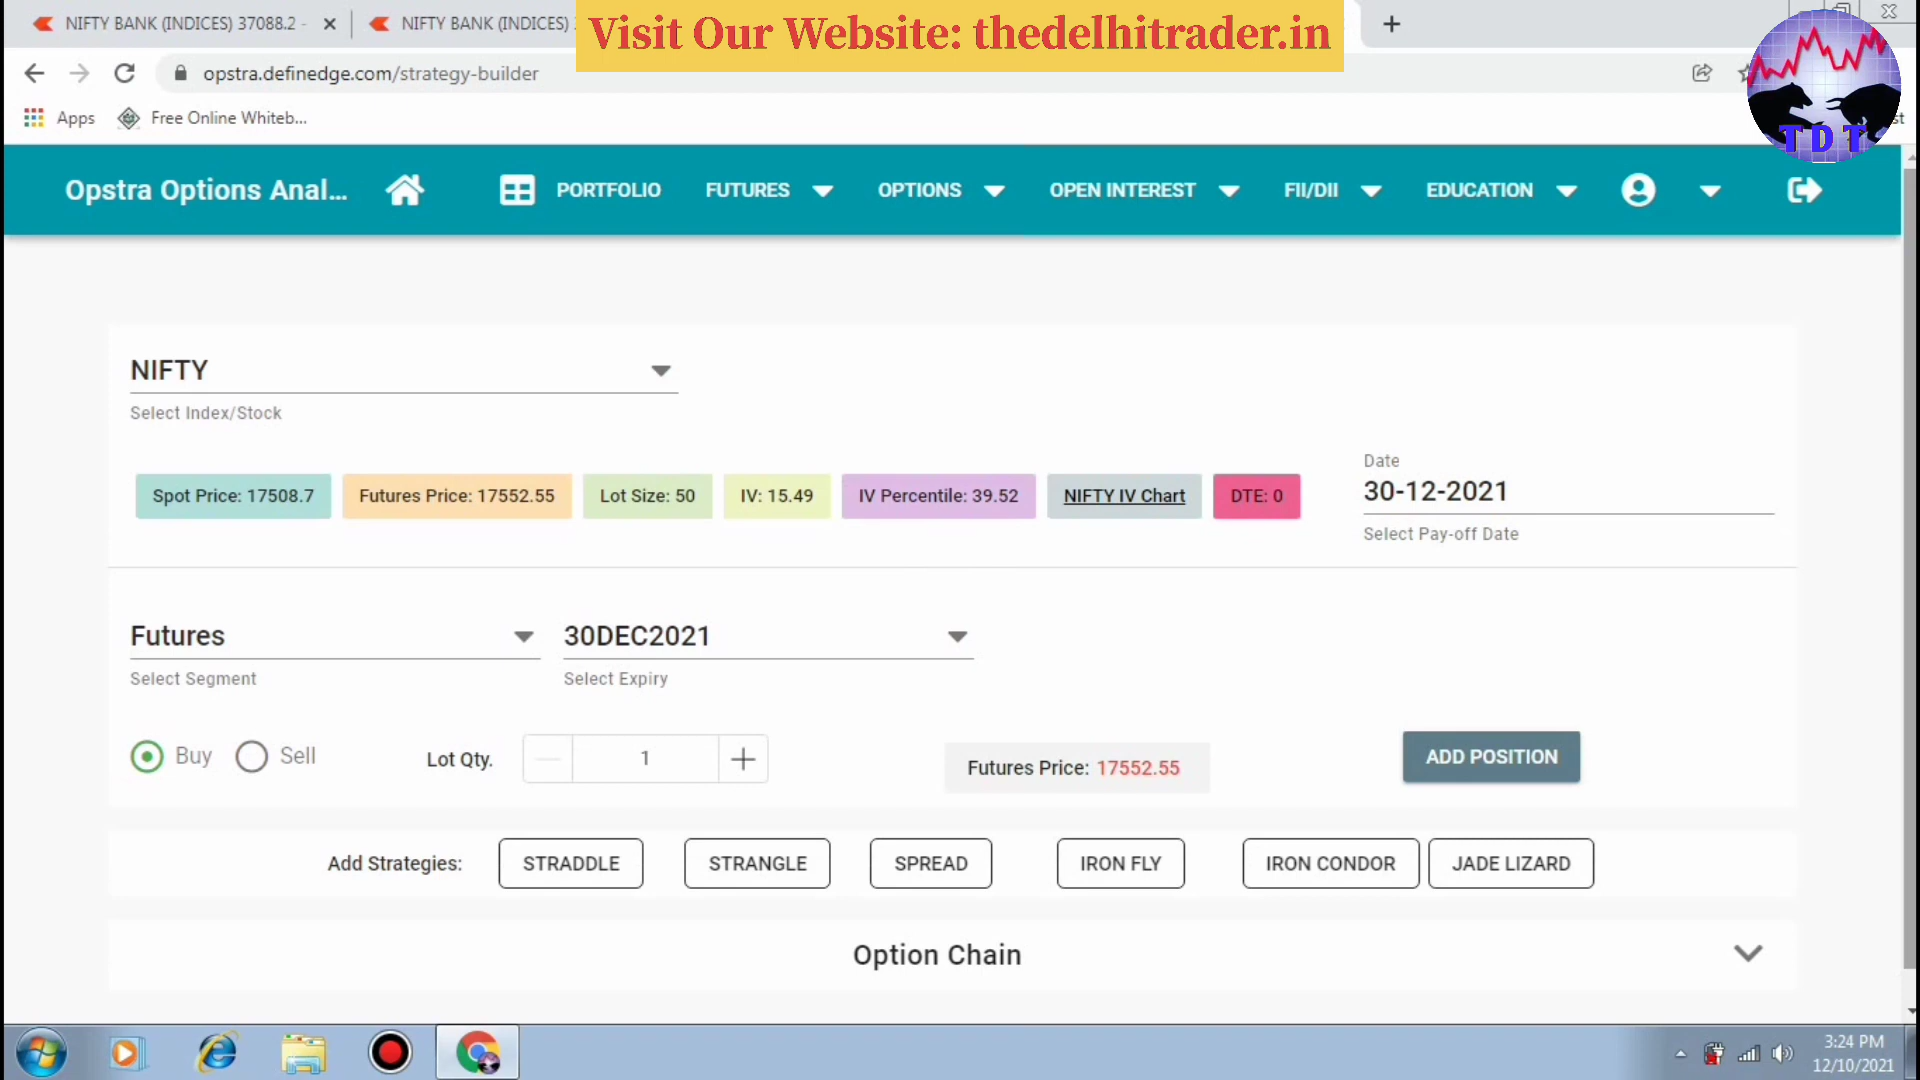 NIFTY BANK (INDICES) 37088.2 -
NIFTY BANK (INDICES)
Visit Our Website: thedelhitrader.in
opstra.definedge.com/strategy-builder
Apps
Free Online Whiteb...
TDT
Opstra Options Anal...
PORTFOLIO
FUTURES
OPTIONS
OPEN INTEREST
FII/DII
EDUCATION
NIFTY
Select Index/Stock
Spot Price: 17508.7
Futures Price: 17552.55
Lot Size: 50
IV: 15.49
IV Percentile: 39.52
NIFTY IV Chart
DTE: 0
Date
30-12-2021
Select Pay-off Date
Futures
Select Segment
30DEC2021
Select Expiry
Buy
Sell
Lot Qty.
1
Futures Price: 17552.55
ADD POSITION
Add Strategies:
STRADDLE
STRANGLE
SPREAD
IRON FLY
IRON CONDOR
JADE LIZARD
Option Chain
3:24 PM
12/10/2021